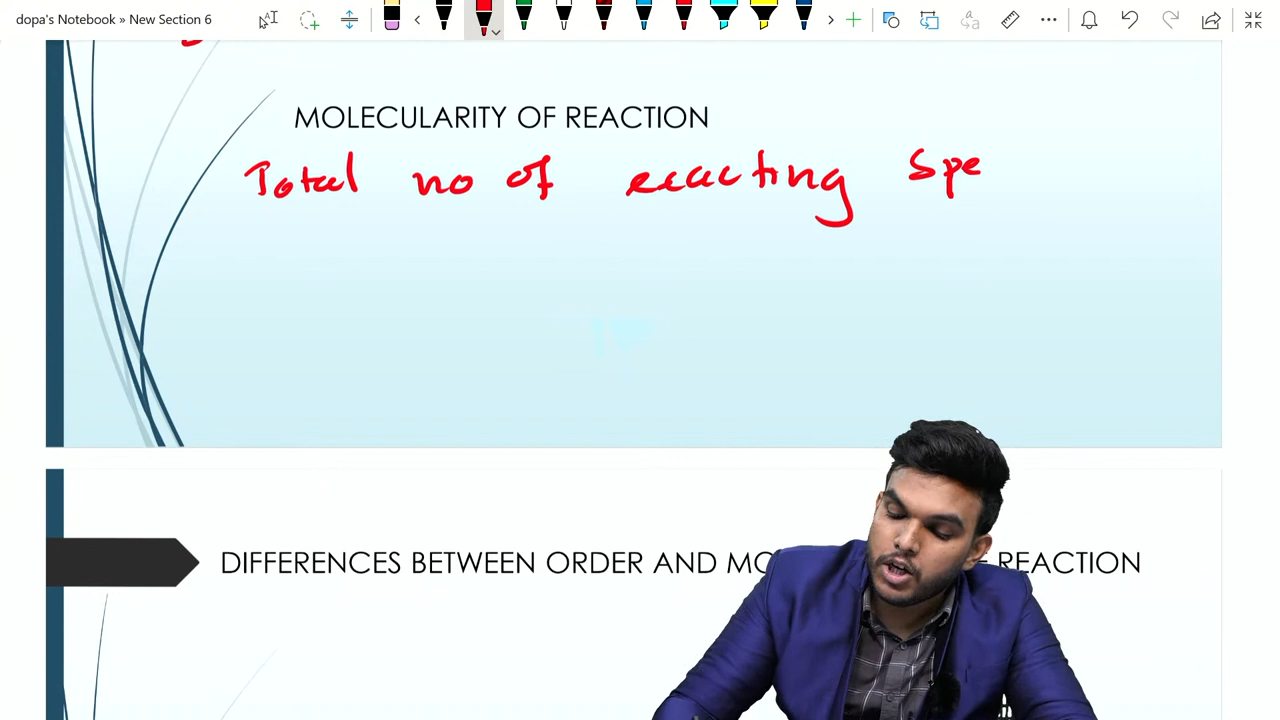 dopa's Notebook » New Section 6
MOLECULARITY OF REACTION
Total no of reacting Spe
DIFFERENCES BETWEEN ORDER AND MO REACTION